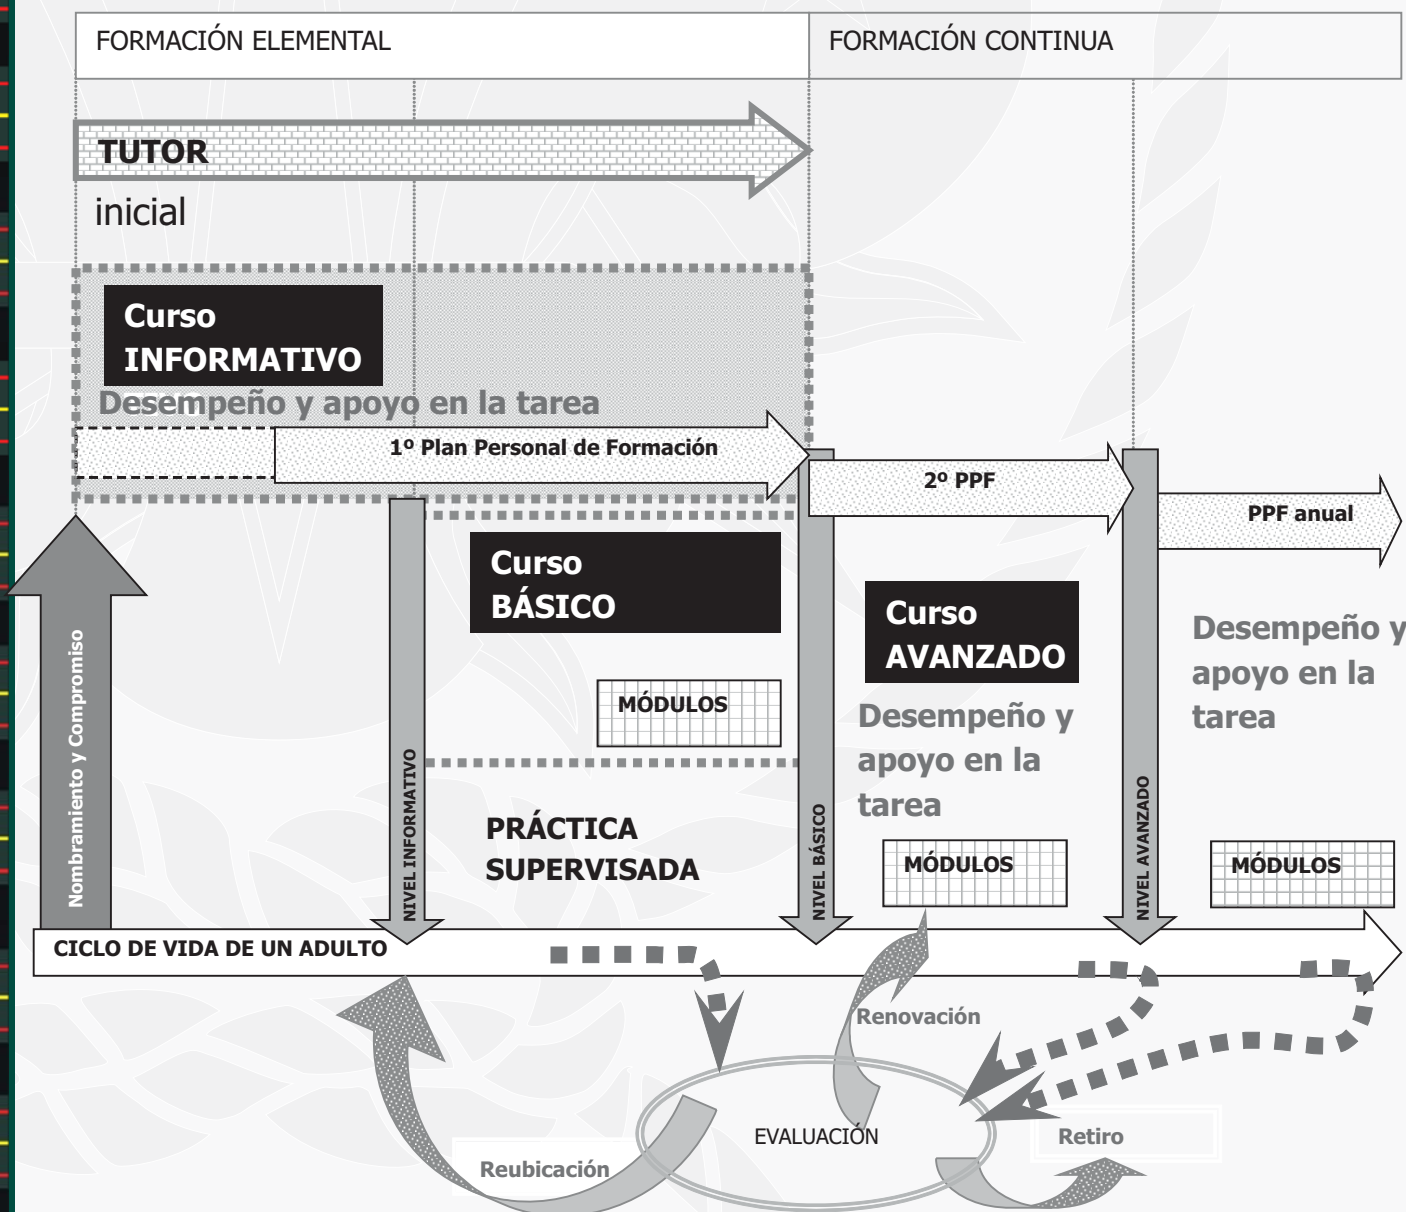 FORMACIÓN ELEMENTAL
FORMACIÓN CONTINUA
TUTOR
inicial
Curso
INFORMATIVO
Desempeño y apoyo en la tarea
1º Plan Personal de Formación
2º PPF
PPF anual
Curso
BÁSICO
Curso
AVANZADO
Desempeño y
apoyo en la
tarea
MÓDULOS
Desempeño y
apoyo en la
tarea
Nombramiento y Compromiso
NIVEL INFORMATIVO
PRÁCTICA
SUPERVISADA
NIVEL BÁSICO
MÓDULOS
NIVEL AVANZADO
MÓDULOS
CICLO DE VIDA DE UN ADULTO
Renovación
EVALUACIÓN
Retiro
Reubicación